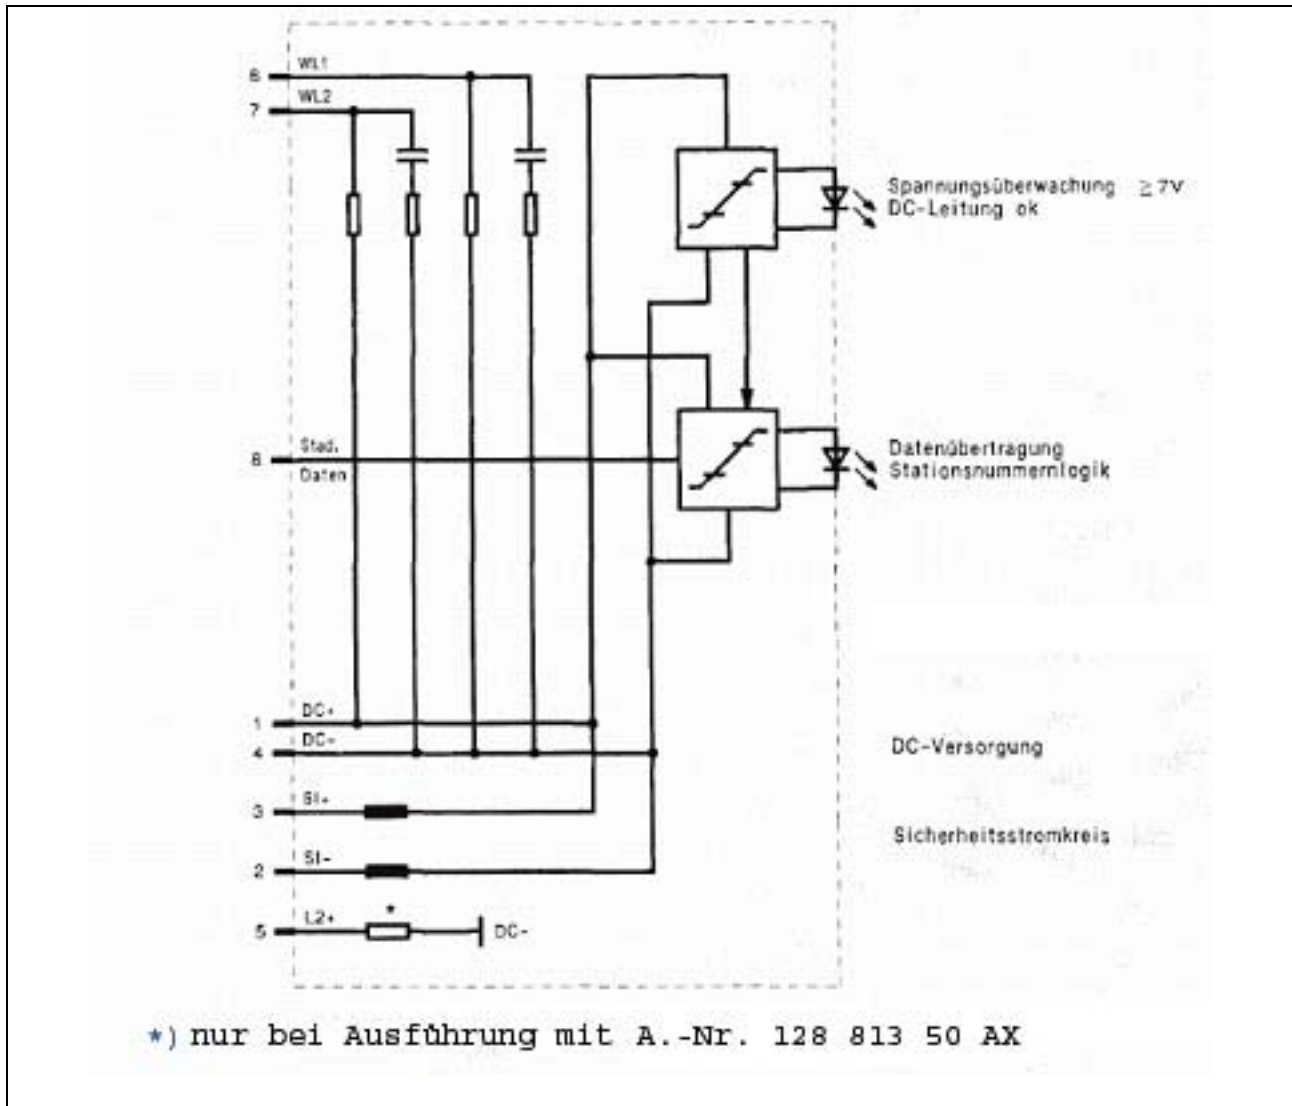 6 WL1
7 WL2
Spannungsüberwachung ≥ 7V
DC-Leitung ok
8 Stad.
Daten
Datenübertragung
Stationsnummernlogik
1 DC+
4 DC-
DC-Versorgung
3 SI+
Sicherheitsstromkreis
2 SI-
*
5 L2+ DC-
*) nur bei Ausführung mit A.-Nr. 128 813 50 AX